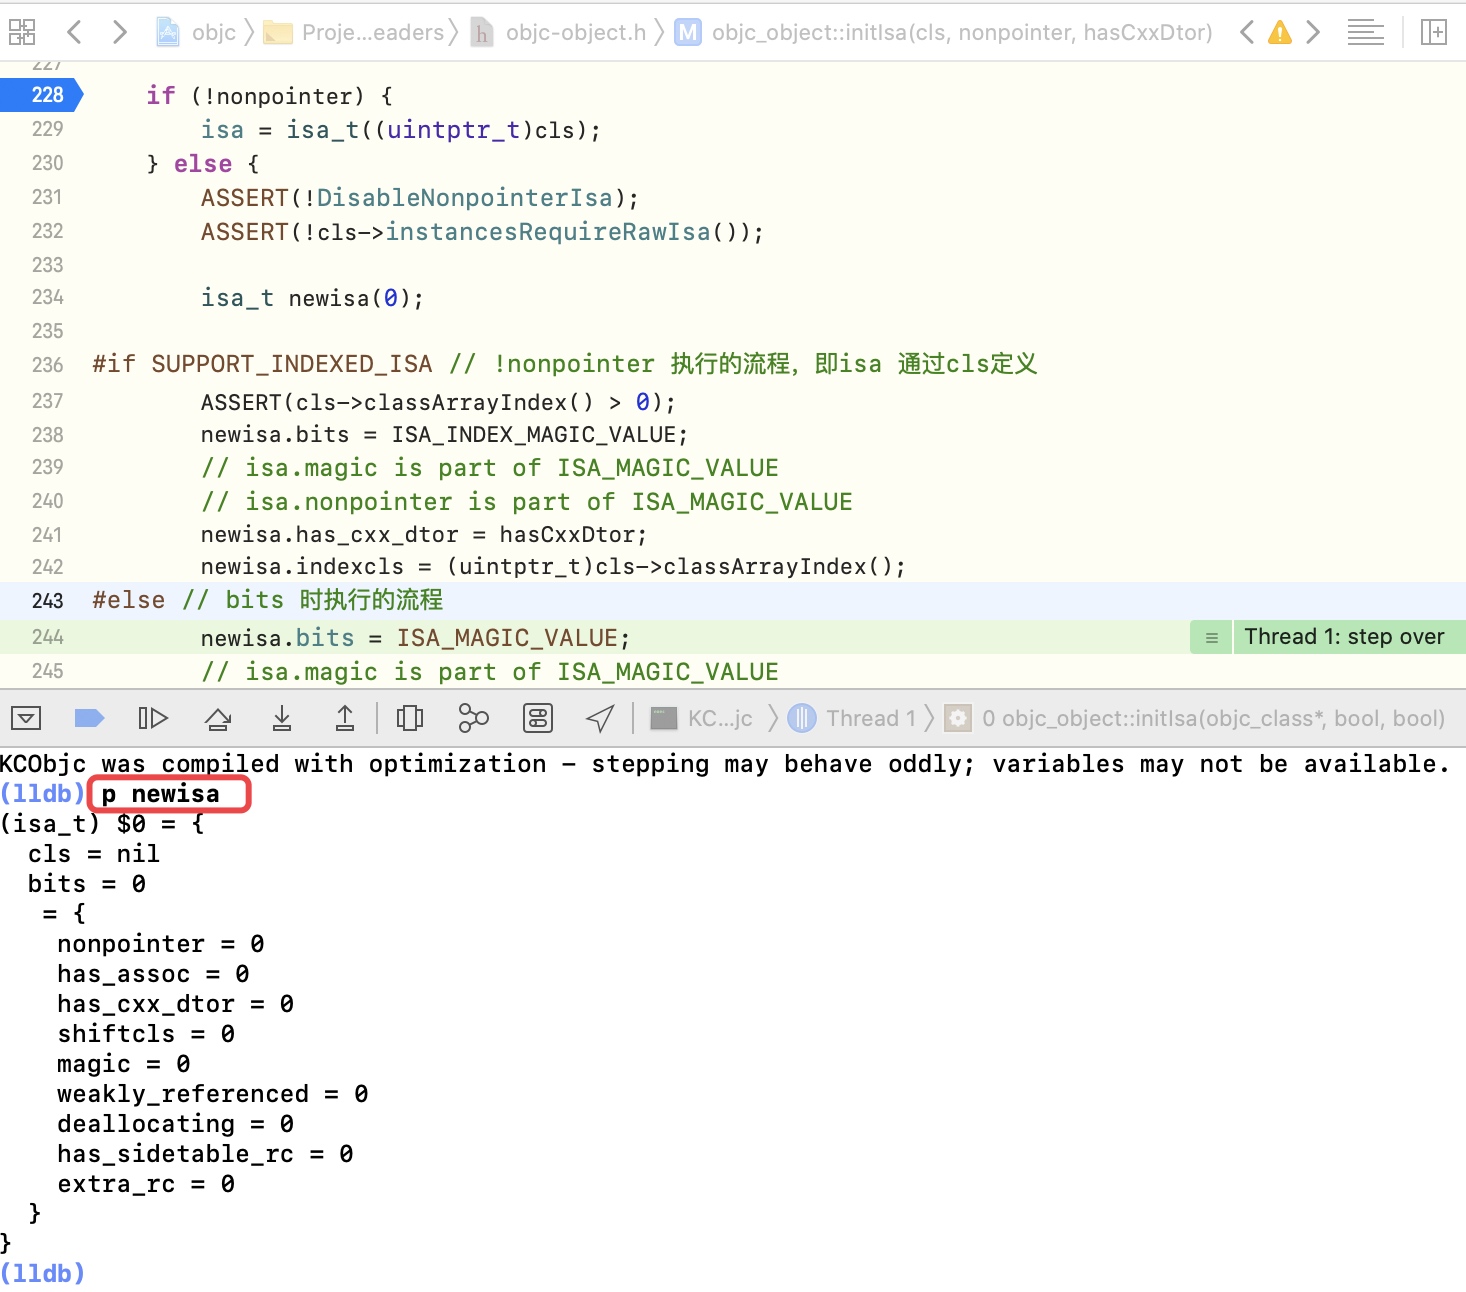 objc 〉 Proje...eaders 〉 h objc-object.h 〉 M objc_object::initIsa(cls, nonpointer, hasCxxDtor)
227
228 if (!nonpointer) {
229 isa = isa_t((uintptr_t)cls);
230 } else {
231 ASSERT(!DisableNonpointerIsa);
232 ASSERT(!cls->instancesRequireRawIsa());
233
234 isa_t newisa(0);
235
236 #if SUPPORT_INDEXED_ISA // !nonpointer 执行的流程，即isa 通过cls定义
237 ASSERT(cls->classArrayIndex() > 0);
238 newisa.bits = ISA_INDEX_MAGIC_VALUE;
239 // isa.magic is part of ISA_MAGIC_VALUE
240 // isa.nonpointer is part of ISA_MAGIC_VALUE
241 newisa.has_cxx_dtor = hasCxxDtor;
242 newisa.indexcls = (uintptr_t)cls->classArrayIndex();
243 #else // bits 时执行的流程
244 newisa.bits = ISA_MAGIC_VALUE; Thread 1: step over
245 // isa.magic is part of ISA_MAGIC_VALUE
KC...jc 〉 Thread 1 〉 0 objc_object::initIsa(objc_class*, bool, bool)
KCObjc was compiled with optimization - stepping may behave oddly; variables may not be available.
(lldb) p newisa
(isa_t) $0 = {
cls = nil
bits = 0
= {
nonpointer = 0
has_assoc = 0
has_cxx_dtor = 0
shiftcls = 0
magic = 0
weakly_referenced = 0
deallocating = 0
has_sidetable_rc = 0
extra_rc = 0
}
}
(lldb)